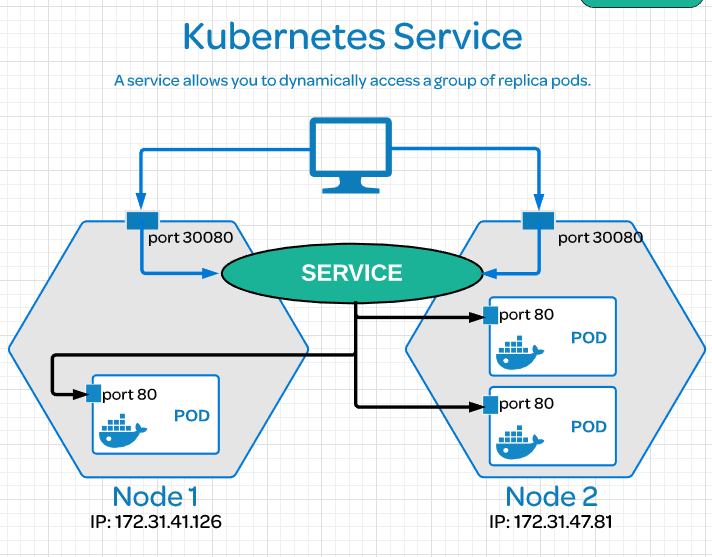 Kubernetes Service
A service allows you to dynamically access a group of replica pods.
port 30080
port 30080
SERVICE
port 80
POD
port 80
POD
port 80
POD
Node 1
IP: 172.31.41.126
Node 2
IP: 172.31.47.81